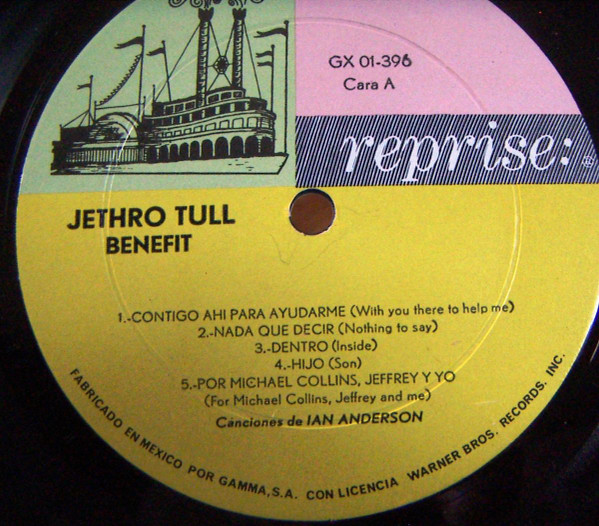 GX 01-396
Cara A
reprise:
®
JETHRO TULL
BENEFIT
1.-CONTIGO AHI PARA AYUDARME (With you there to help me)
2.-NADA QUE DECIR (Nothing to say)
3.-DENTRO (Inside)
4.-HIJO (Son)
5.-POR MICHAEL COLLINS, JEFFREY Y YO
(For Michael Collins, Jeffrey and me)
Canciones de IAN ANDERSON
FABRICADO EN MEXICO POR GAMMA, S.A. CON LICENCIA WARNER BROS. RECORDS. INC.